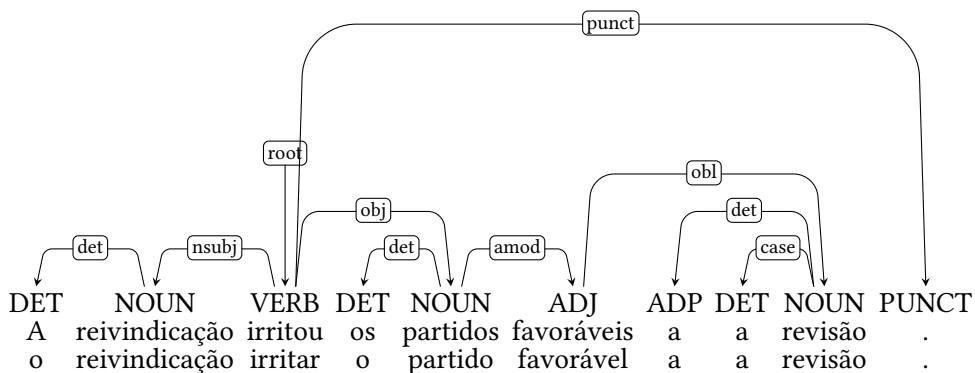 punct
root
obl
obj det
det nsubj det amod case
DET NOUN VERB DET NOUN ADJ ADP DET NOUN PUNCT
A reivindicação irritou os partidos favoráveis a a revisão .
o reivindicação irritar o partido favorável a a revisão .